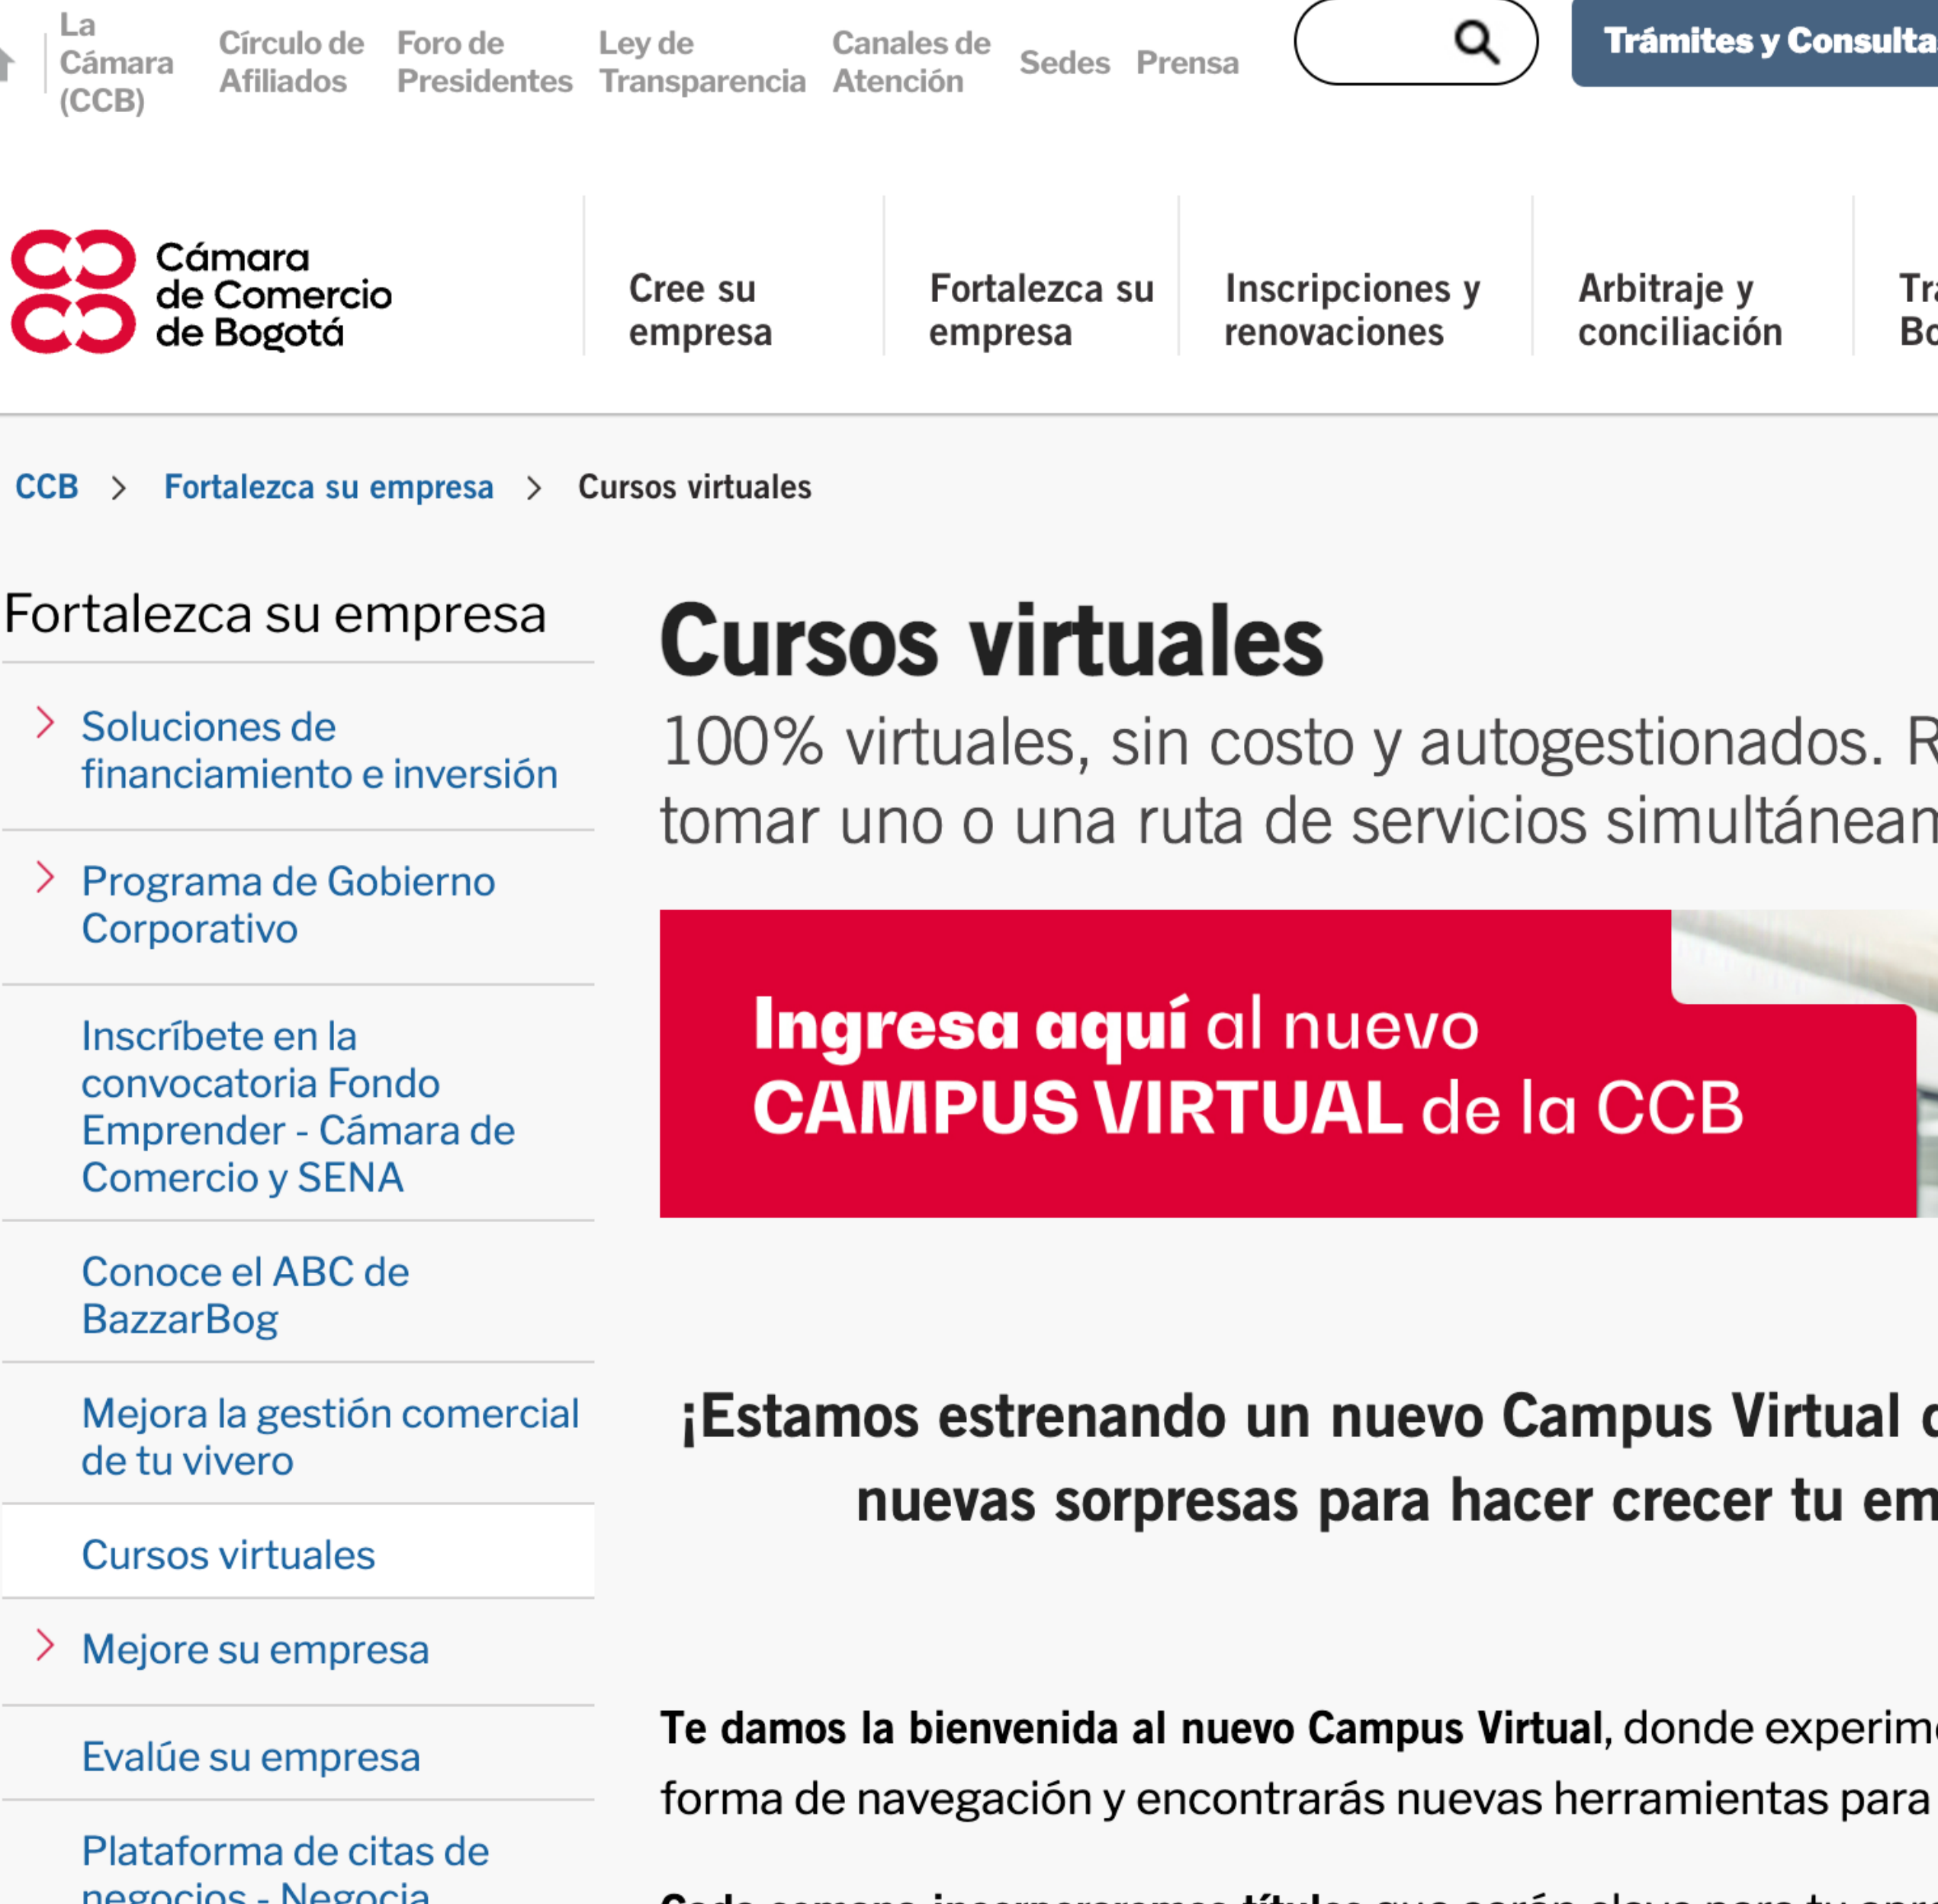 La
Cámara
(CCB)
Círculo de
Afiliados
Foro de
Presidentes
Ley de
Transparencia
Canales de
Atención
Sedes
Prensa
Trámites y
Cámara
de Comercio
de Bogotá
Cree su
empresa
Fortalezca su
empresa
Inscripciones y
renovaciones
Arbitraje y
conciliación
CCB > Fortalezca su empresa > Cursos virtuales
Fortalezca su empresa
Soluciones de
financiamiento e inversión
Programa de Gobierno
Corporativo
Inscríbete en la
convocatoria Fondo
Emprender - Cámara de
Comercio y SENA
Conoce el ABC de
BazzarBog
Mejora la gestión comercial
de tu vivero
Cursos virtuales
Mejore su empresa
Evalúe su empresa
Plataforma de citas de
negocios - Negocia
Cursos virtuales
100% virtuales, sin costo y autogestionados.
tomar uno o una ruta de servicios
Ingresa aquí al nuevo
CAMPUS VIRTUAL de la CCB
¡Estamos estrenando un nuevo Campus Virtual
nuevas sorpresas para hacer crecer tu
Te damos la bienvenida al nuevo Campus Virtual, donde
forma de navegación y encontrarás nuevas herramientas para